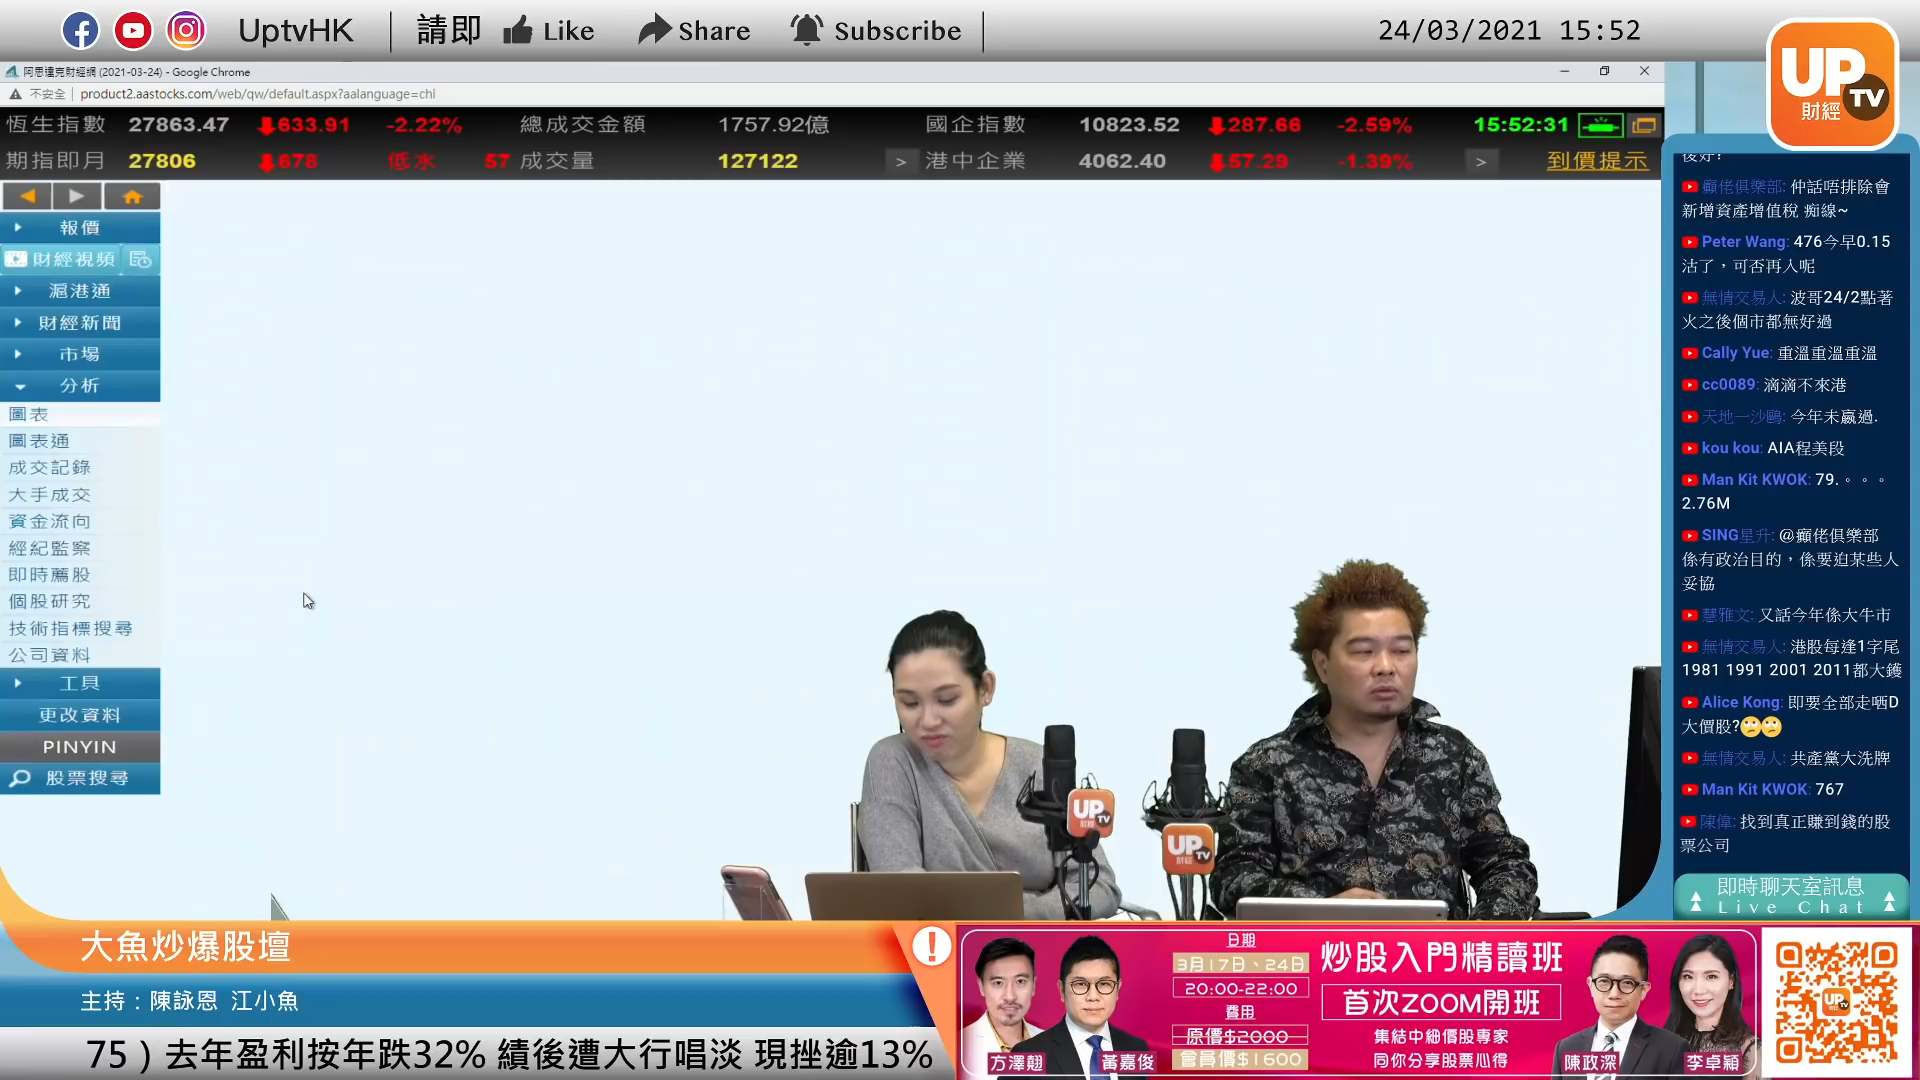 UptvHK
請即
Like
Share
Subscribe
24/03/2021 15:52
UP
TV
財經
阿思達克財經網 (2021-03-24) - Google Chrome
不安全
product2.aastocks.com/web/qw/default.aspx?aalanguage=chi
恆生指數 27863.47 633.91 -2.22% 總成交金額 1757.92億 國企指數 10823.52 287.66 -2.59% 15:52:31
期指即月 27806 678 低水 57 成交量 127122 > 港中企業 4062.40 57.29 -1.39% > 到價提示
報價
財經視頻
滬港通
財經新聞
市場
分析
圖表
圖表通
成交記錄
大手成交
資金流向
經紀監察
即時薦股
個股研究
技術指標搜尋
公司資料
工具
更改資料
PINYIN
股票搜尋
癲佬俱樂部: 仲話唔排除會
新增資產增值稅 痴線~
Peter Wang: 476今早0.15
沽了，可否再入呢
無情交易人: 波哥24/2點著
火之後個市都無好過
Cally Yue: 重溫重溫重溫
cc0089: 滴滴不來港
天地一沙鷗: 今年未贏過.
kou kou: AIA程美段
Man Kit KWOK: 79.。。。
2.76M
SING星升: @癲佬俱樂部
係有政治目的，係要迫某些人
妥協
慧雅文: 又話今年係大牛市
無情交易人: 港股每逢1字尾
1981 1991 2001 2011都大鑊
Alice Kong: 即要全部走哂D
大價股?🙄🙄
無情交易人: 共產黨大洗牌
Man Kit KWOK: 767
陳偉: 找到真正賺到錢的股
票公司
即時聊天室訊息
Live Chat
UP
TV
財經
UP
TV
財經
大魚炒爆股壇
主持：陳詠恩 江小魚
75）去年盈利按年跌32% 績後遭大行唱淡 現挫逾13%
方澤翹
黃嘉俊
日期
3月17日、24日
20:00-22:00
費用
原價$2000
會員價$1600
炒股入門精讀班
首次ZOOM開班
集結中細價股專家
同你分享股票心得
陳政深
李卓穎
UP
TV